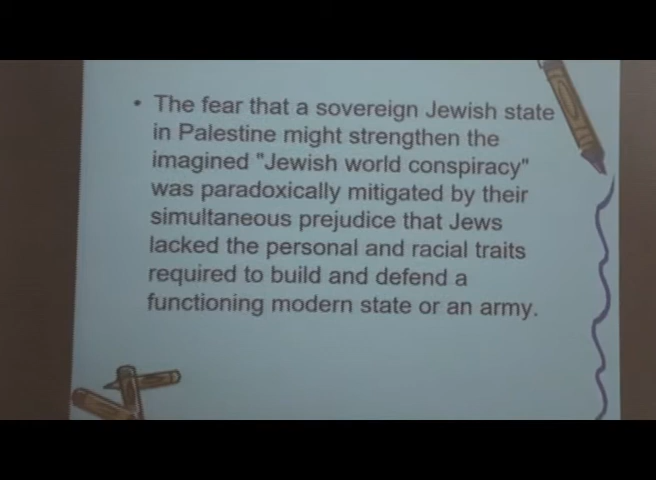 • The fear that a sovereign Jewish state
in Palestine might strengthen the
imagined "Jewish world conspiracy"
was paradoxically mitigated by their
simultaneous prejudice that Jews
lacked the personal and racial traits
required to build and defend a
functioning modern state or an army.